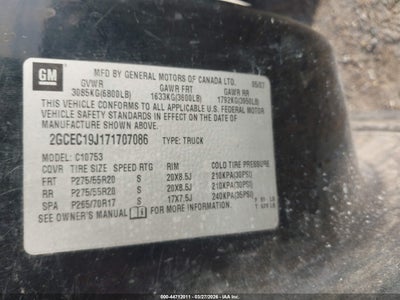 GM
MFD BY GENERAL MOTORS OF CANADA LTD. 05/07
GVWR GAWR FRT GAWR RR
3085KG(6800LB) 1633KG(3600LB) 1792KG(3950LB)
THIS VEHICLE CONFORMS TO ALL APPLICABLE U.S. FEDERAL MOTOR
VEHICLE SAFETY STANDARDS IN EFFECT ON THE DATE OF
MANUFACTURE SHOWN ABOVE.
2GCEC19J171707086 TYPE: TRUCK
MODEL: C10753
CQVR TIRE SIZE SPEED RTG RIM COLD TIRE PRESSURE
FRT P275/55R20 S 20X8.5J 210KPA(30PSI)
RR P275/55R20 S 20X8.5J 210KPA(30PSI)
SPA P265/70R17 S 17X7.5J 240KPA(35PSI)
SEE OWNER'S MANUAL FOR MORE INFORMATION.
000-44713011 - 03/27/2026 - IAA